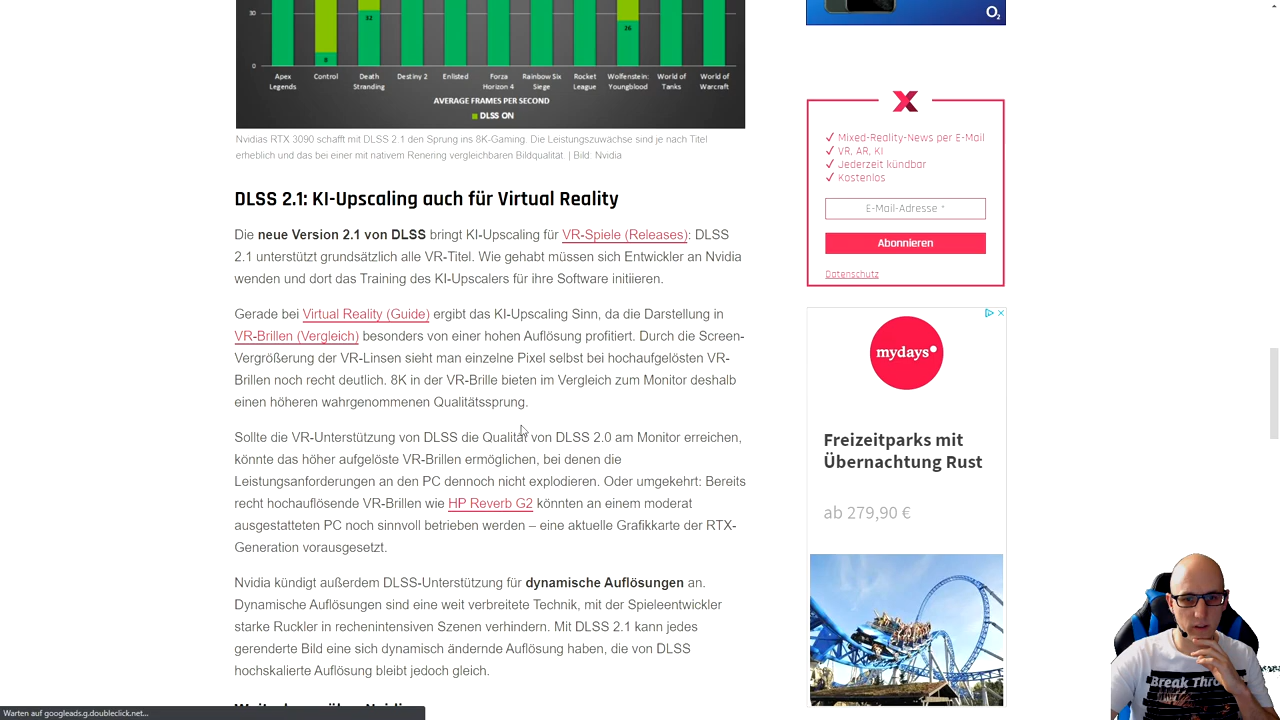 30
32
26
8
0
Apex Legends
Control
Death Stranding
Destiny 2
Enlisted
Forza Horizon 4
Rainbow Six Siege
Rocket League
Wolfenstein: Youngblood
World of Tanks
World of Warcraft
AVERAGE FRAMES PER SECOND
DLSS ON
Nvidias RTX 3090 schafft mit DLSS 2.1 den Sprung ins 8K-Gaming. Die Leistungszuwächse sind je nach Titel
erheblich und das bei einer mit nativem Renering vergleichbaren Bildqualität. | Bild: Nvidia
DLSS 2.1: KI-Upscaling auch für Virtual Reality
Die neue Version 2.1 von DLSS bringt KI-Upscaling für VR-Spiele (Releases): DLSS
2.1 unterstützt grundsätzlich alle VR-Titel. Wie gehabt müssen sich Entwickler an Nvidia
wenden und dort das Training des KI-Upscalers für ihre Software initiieren.
Gerade bei Virtual Reality (Guide) ergibt das KI-Upscaling Sinn, da die Darstellung in
VR-Brillen (Vergleich) besonders von einer hohen Auflösung profitiert. Durch die Screen-
Vergrößerung der VR-Linsen sieht man einzelne Pixel selbst bei hochaufgelösten VR-
Brillen noch recht deutlich. 8K in der VR-Brille bieten im Vergleich zum Monitor deshalb
einen höheren wahrgenommenen Qualitätssprung.
Sollte die VR-Unterstützung von DLSS die Qualität von DLSS 2.0 am Monitor erreichen,
könnte das höher aufgelöste VR-Brillen ermöglichen, bei denen die
Leistungsanforderungen an den PC dennoch nicht explodieren. Oder umgekehrt: Bereits
recht hochauflösende VR-Brillen wie HP Reverb G2 könnten an einem moderat
ausgestatteten PC noch sinnvoll betrieben werden – eine aktuelle Grafikkarte der RTX-
Generation vorausgesetzt.
Nvidia kündigt außerdem DLSS-Unterstützung für dynamische Auflösungen an.
Dynamische Auflösungen sind eine weit verbreitete Technik, mit der Spieleentwickler
starke Ruckler in rechenintensiven Szenen verhindern. Mit DLSS 2.1 kann jedes
gerenderte Bild eine sich dynamisch ändernde Auflösung haben, die von DLSS
hochskalierte Auflösung bleibt jedoch gleich.
Warten auf googleads.g.doubleclick.net...
O2
X
✓ Mixed-Reality-News per E-Mail
✓ VR, AR, KI
✓ Jederzeit kündbar
✓ Kostenlos
E-Mail-Adresse *
Abonnieren
Datenschutz
mydays
Freizeitparks mit
Übernachtung Rust
ab 279,90 €
Break Thro